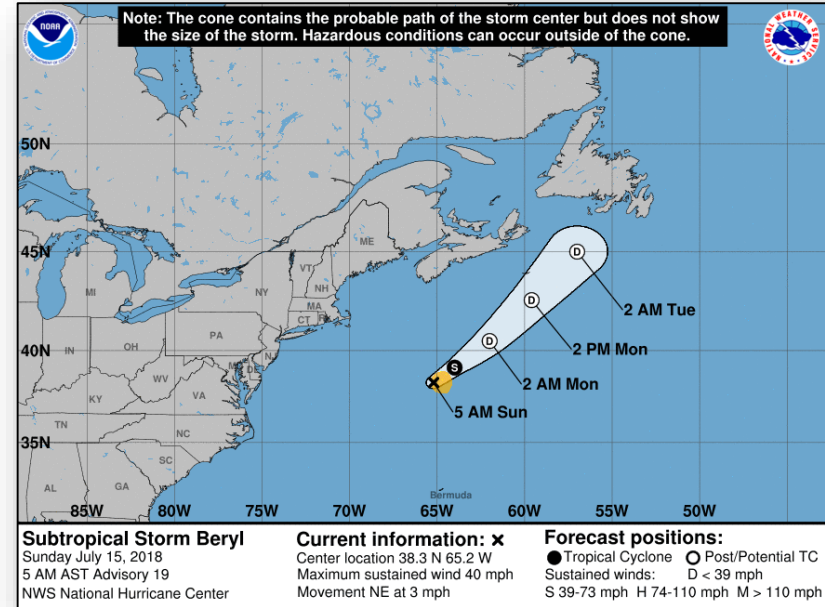 Note: The cone contains the probable path of the storm center but does not show
the size of the storm. Hazardous conditions can occur outside of the cone.
NOAA
NATIONAL WEATHER SERVICE
50N
45N
40N
35N
ME
VT
NH
MA
CT
NY
MI
PA
NJ
OH
IN
DE
WV
VA
KY
TN
NC
SC
AL
GA
D
2 AM Tue
D
2 PM Mon
D
2 AM Mon
S
5 AM Sun
Bermuda
85W 80W 75W 70W 65W 60W 55W 50W
Subtropical Storm Beryl
Sunday July 15, 2018
5 AM AST Advisory 19
NWS National Hurricane Center
Current information: x
Center location 38.3 N 65.2 W
Maximum sustained wind 40 mph
Movement NE at 3 mph
Forecast positions:
Tropical Cyclone Post/Potential TC
Sustained winds: D < 39 mph
S 39-73 mph H 74-110 mph M > 110 mph